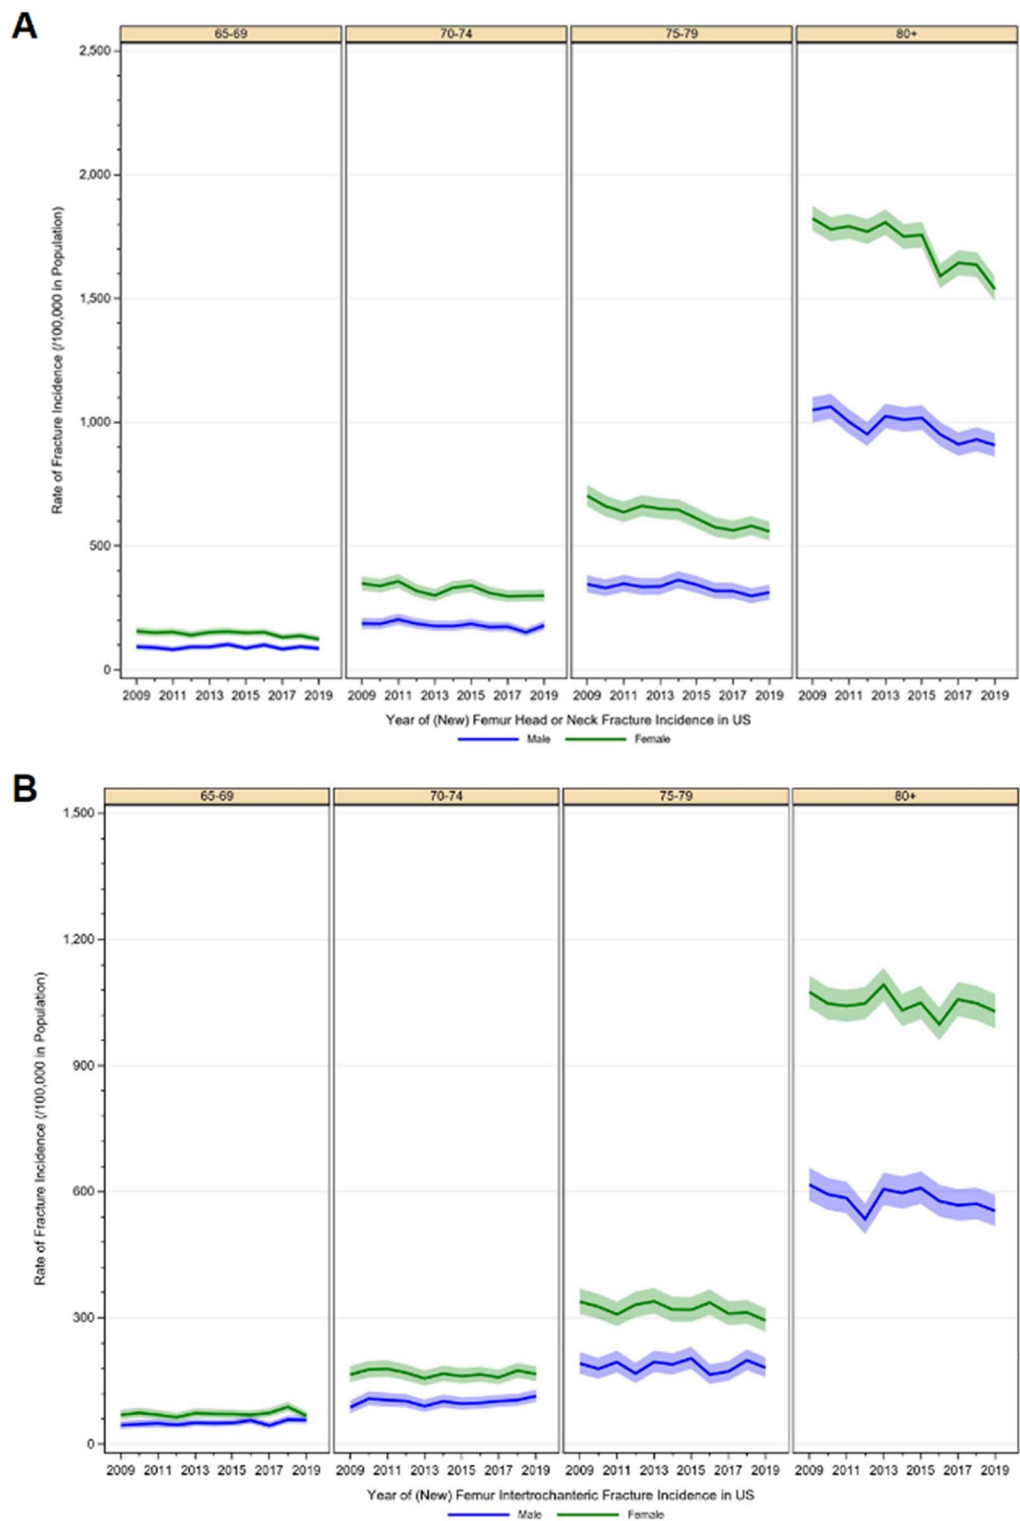 A
65-69 70-74 75-79 80+
2,500
2,000
1,500
1,000
500
0
Rate of Fracture Incidence (/100,000 in Population)
2009 2011 2013 2015 2017 2019 2009 2011 2013 2015 2017 2019 2009 2011 2013 2015 2017 2019 2009 2011 2013 2015 2017 2019
Year of (New) Femur Head or Neck Fracture Incidence in US
Male Female
B
65-69 70-74 75-79 80+
1,500
1,200
900
600
300
0
Rate of Fracture Incidence (/100,000 in Population)
2009 2011 2013 2015 2017 2019 2009 2011 2013 2015 2017 2019 2009 2011 2013 2015 2017 2019 2009 2011 2013 2015 2017 2019
Year of (New) Femur Intertrochanteric Fracture Incidence in US
Male Female